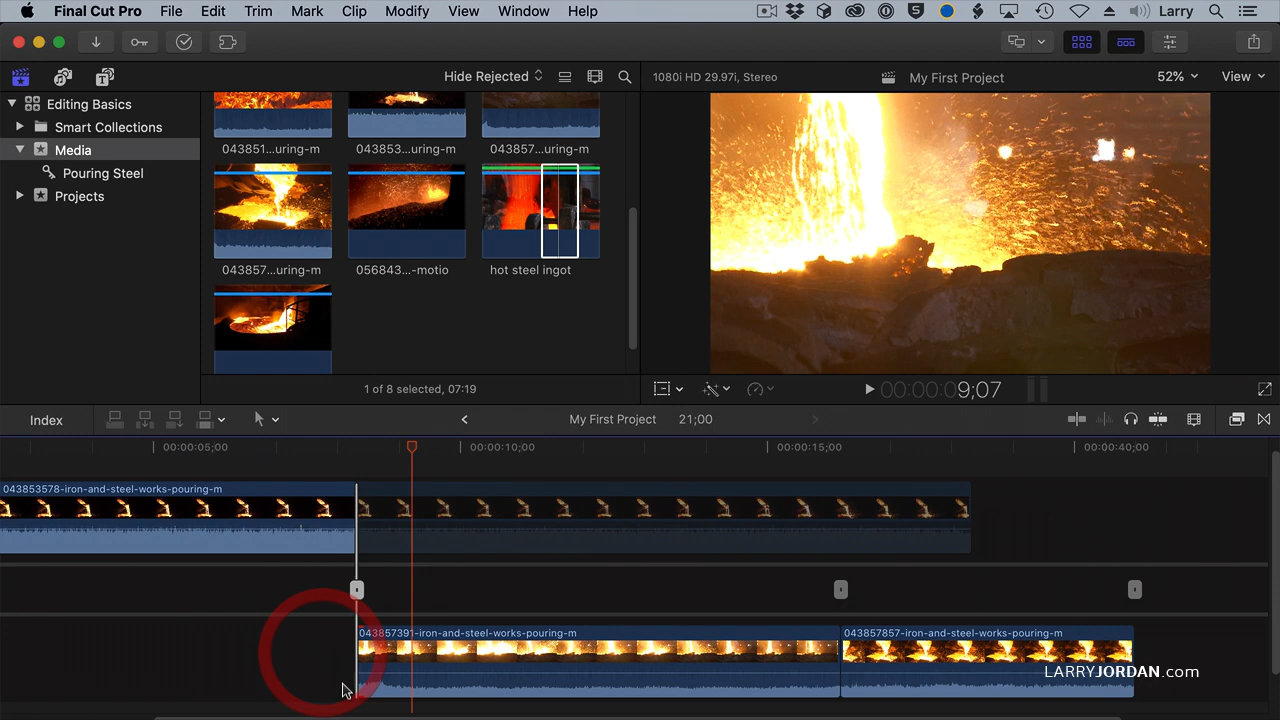 Final Cut Pro File Edit Trim Mark Clip Modify View Window Help Larry
Hide Rejected
1080i HD 29.97i, Stereo
My First Project
52%
View
Editing Basics
Smart Collections
Media
Pouring Steel
Projects
043851...uring-m
043853...uring-m
043857...uring-m
043857...uring-m
056843...-motio
hot steel ingot
1 of 8 selected, 07:19
00:00:09;07
Index
My First Project
21;00
00:00:05;00
00:00:10;00
00:00:15;00
00:00:40;00
043853578-iron-and-steel-works-pouring-m
043857391-iron-and-steel-works-pouring-m
043857857-iron-and-steel-works-pouring-m
LARRYJORDAN.com